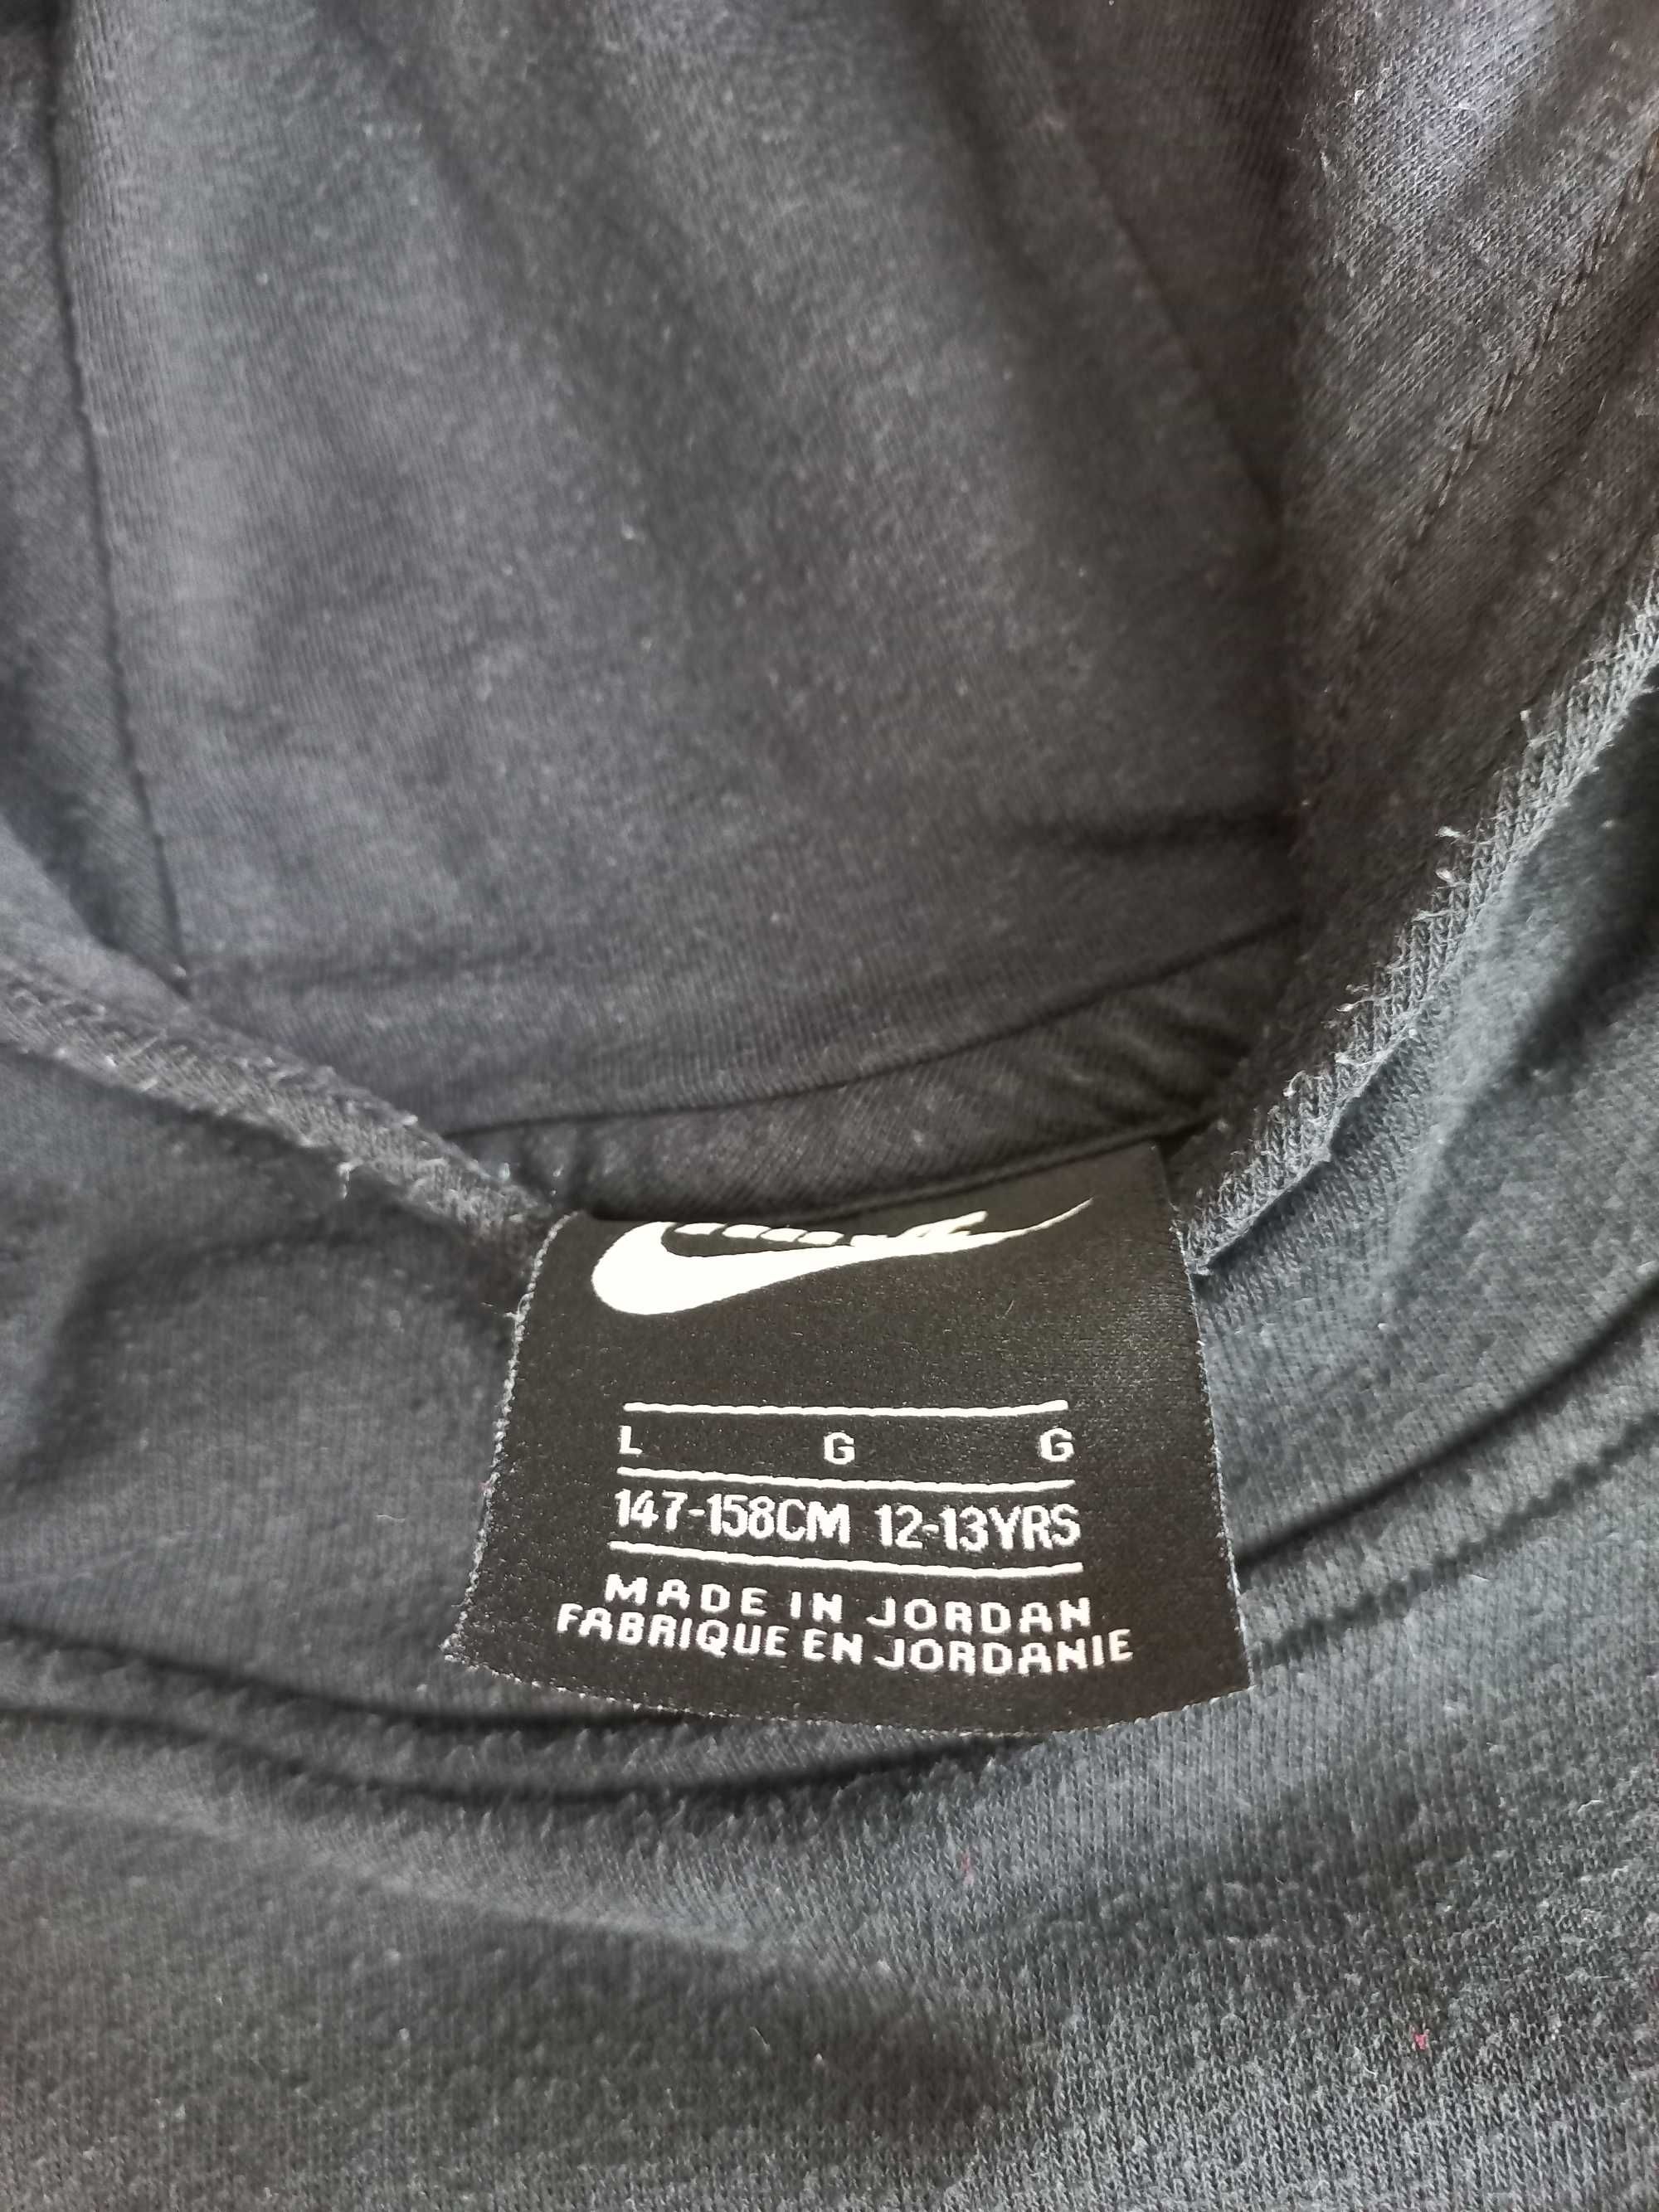 L G G
147-158CM 12-13YRS
MADE IN JORDAN
FABRIQUE EN JORDANIE